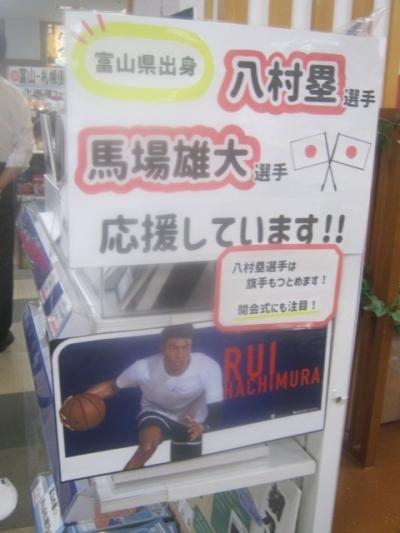 富山県出身
八村塁選手
馬場雄大選手
応援しています!!
八村塁選手は
旗手もつとめます!
開会式にも注目!
RUI
HACHIMURA